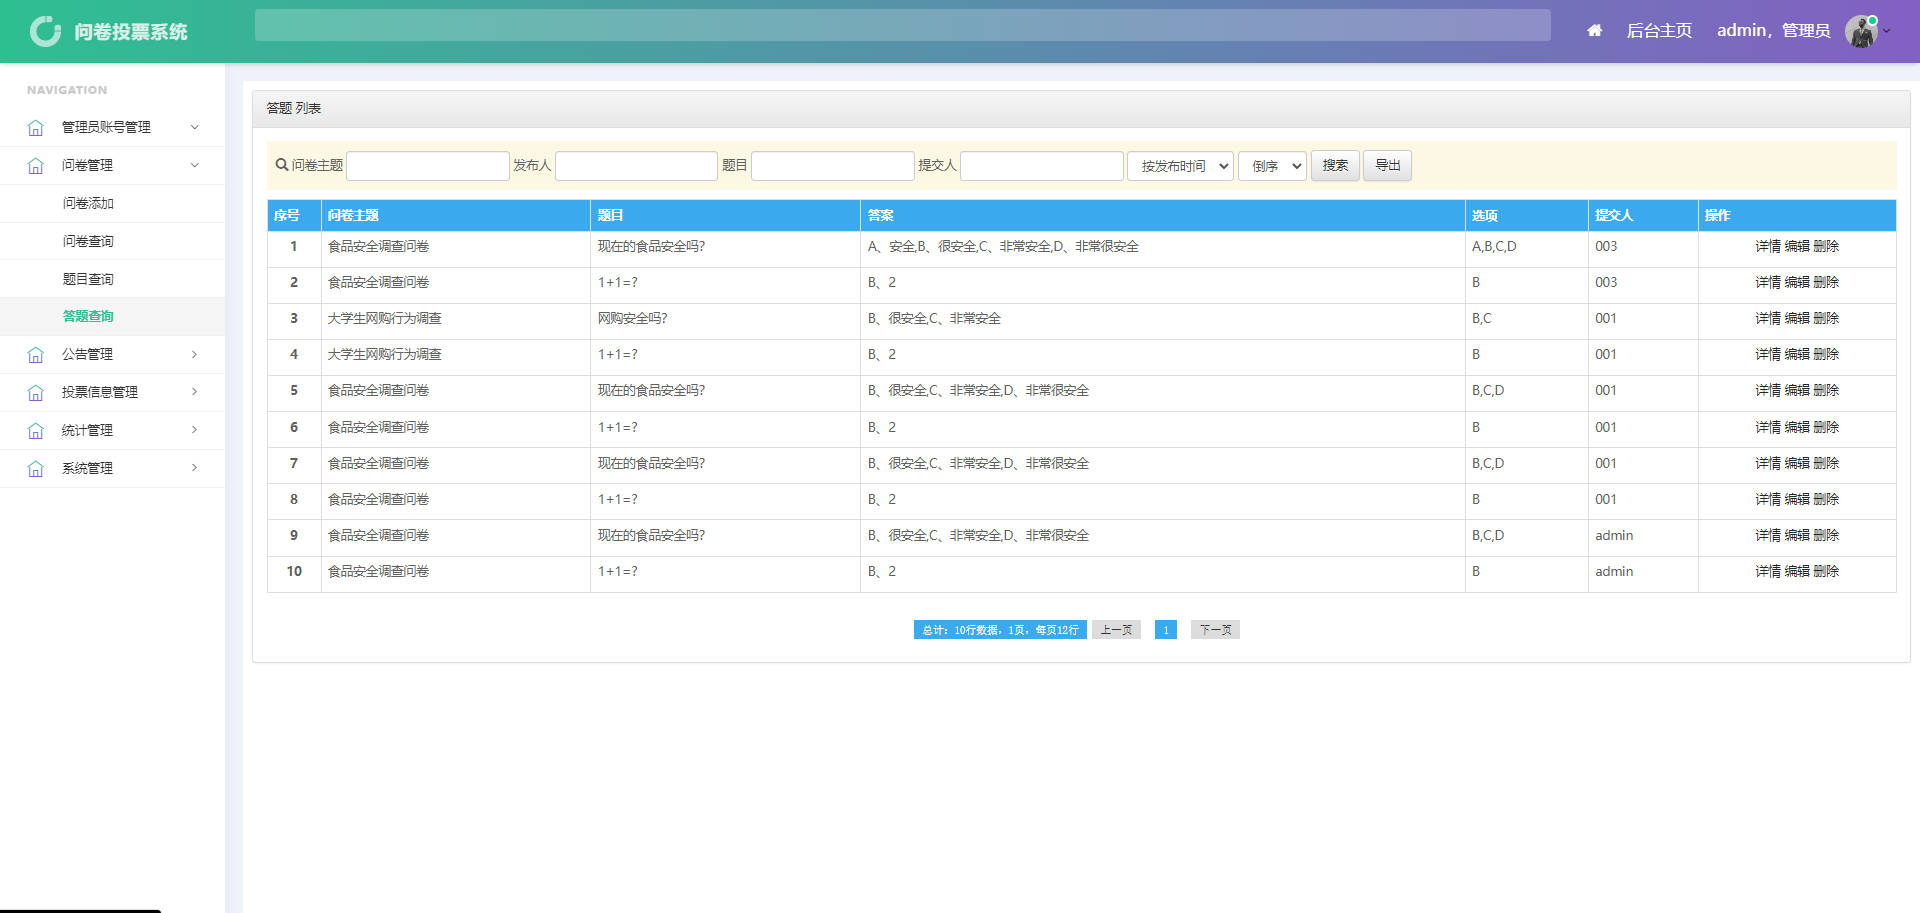 问卷投票系统
后台主页 admin，管理员
NAVIGATION
管理员账号管理
问卷管理
问卷添加
问卷查询
题目查询
答题查询
公告管理
投票信息管理
统计管理
系统管理
答题 列表
问卷主题 发布人 题目 提交人 按发布时间 倒序 搜索 导出
序号 问卷主题 题目 答案 选项 提交人 操作
1 食品安全调查问卷 现在的食品安全吗? A、安全,B、很安全,C、非常安全,D、非常很安全 A,B,C,D 003 详情 编辑 删除
2 食品安全调查问卷 1+1=? B、2 B 003 详情 编辑 删除
3 大学生网购行为调查 网购安全吗? B、很安全,C、非常安全 B,C 001 详情 编辑 删除
4 大学生网购行为调查 1+1=? B、2 B 001 详情 编辑 删除
5 食品安全调查问卷 现在的食品安全吗? B、很安全,C、非常安全,D、非常很安全 B,C,D 001 详情 编辑 删除
6 食品安全调查问卷 1+1=? B、2 B 001 详情 编辑 删除
7 食品安全调查问卷 现在的食品安全吗? B、很安全,C、非常安全,D、非常很安全 B,C,D 001 详情 编辑 删除
8 食品安全调查问卷 1+1=? B、2 B 001 详情 编辑 删除
9 食品安全调查问卷 现在的食品安全吗? B、很安全,C、非常安全,D、非常很安全 B,C,D admin 详情 编辑 删除
10 食品安全调查问卷 1+1=? B、2 B admin 详情 编辑 删除
总计：10行数据，1页，每页12行 上一页 1 下一页